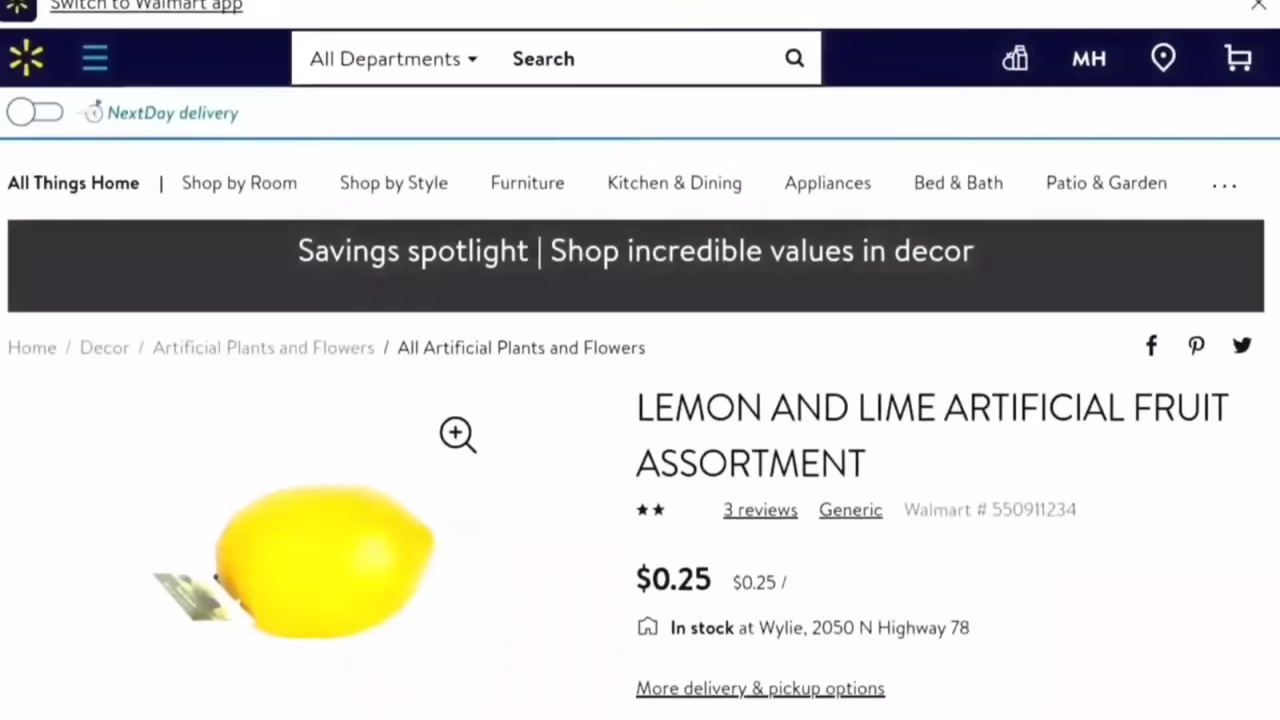 Switch to Walmart app
All Departments Search MH
NextDay delivery
All Things Home | Shop by Room Shop by Style Furniture Kitchen & Dining Appliances Bed & Bath Patio & Garden ...
Savings spotlight | Shop incredible values in decor
Home / Decor / Artificial Plants and Flowers / All Artificial Plants and Flowers
LEMON AND LIME ARTIFICIAL FRUIT
ASSORTMENT
3 reviews Generic Walmart # 550911234
$0.25 $0.25 /
In stock at Wylie, 2050 N Highway 78
More delivery & pickup options